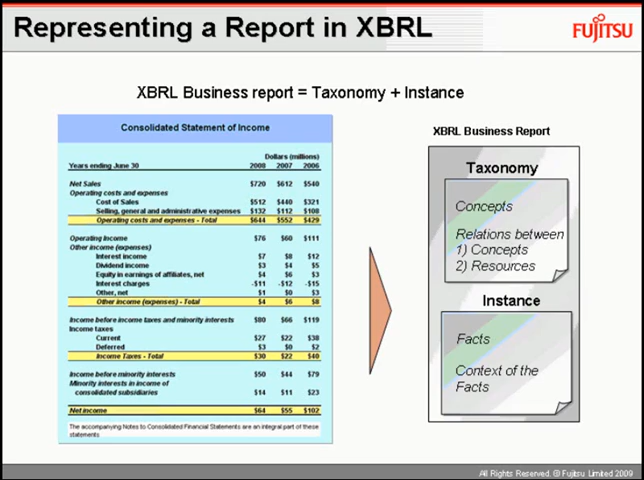 Representing a Report in XBRL
FUJITSU
XBRL Business report = Taxonomy + Instance
Consolidated Statement of Income
Dollars (millions)
Years ending June 30 2008 2007 2006
Net Sales $720 $612 $540
Operating costs and expenses
Cost of Sales $512 $440 $321
Selling, general and administrative expenses $132 $112 $108
Operating costs and expenses - Total $644 $552 $429
Operating Income $76 $60 $111
Other income (expenses)
Interest income $7 $8 $12
Dividend income $3 $4 $5
Equity in earnings of affiliates, net $4 $6 $3
Interest charges -$11 -$12 -$15
Other, net $1 $0 $3
Other income (expenses) - Total $4 $6 $8
Income before income taxes and minority interests $80 $66 $119
Income taxes
Current $27 $22 $38
Deferred $3 $0 $2
Income Taxes - Total $30 $22 $40
Income before minority interests $50 $44 $79
Minority interests in income of
consolidated subsidiaries $14 $11 $23
Net income $64 $55 $102
The accompanying Notes to Consolidated Financial Statements are an integral part of these
statements
XBRL Business Report
Taxonomy
Concepts
Relations between
1) Concepts
2) Resources
Instance
Facts
Context of the
Facts
All Rights Reserved. © Fujitsu Limited 2009